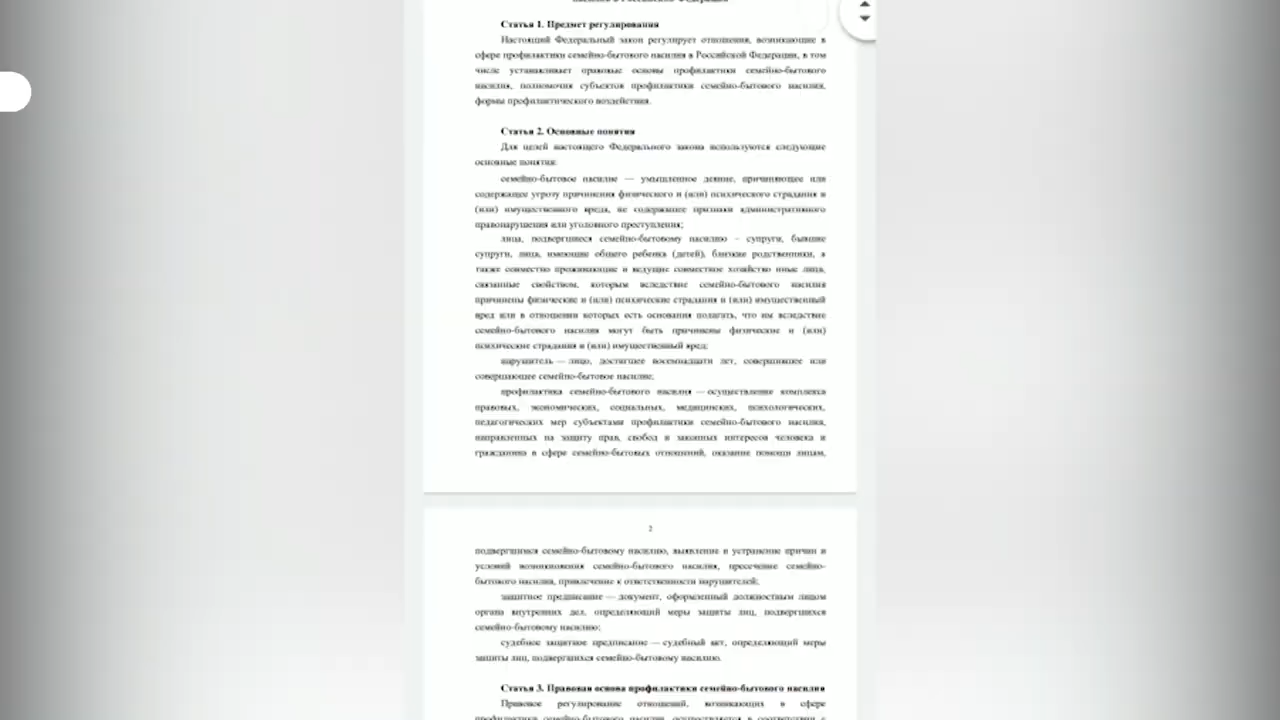 насилия в Российской Федерации
Статья 1. Предмет регулирования
Настоящий Федеральный закон регулирует отношения, возникающие в
сфере профилактики семейно-бытового насилия в Российской Федерации, в том
числе устанавливает правовые основы профилактики семейно-бытового
насилия, полномочия субъектов профилактики семейно-бытового насилия,
формы профилактического воздействия.
Статья 2. Основные понятия
Для целей настоящего Федерального закона используются следующие
основные понятия:
семейно-бытовое насилие — умышленное деяние, причиняющее или
содержащее угрозу причинения физического и (или) психического страдания и
(или) имущественного вреда, не содержащее признаки административного
правонарушения или уголовного преступления;
лица, подвергшиеся семейно-бытовому насилию - супруги, бывшие
супруги, лица, имеющие общего ребенка (детей), близкие родственники, а
также совместно проживающие и ведущие совместное хозяйство иные лица,
связанные свойством, которым вследствие семейно-бытового насилия
причинены физические и (или) психические страдания и (или) имущественный
вред или в отношении которых есть основания полагать, что им вследствие
семейно-бытового насилия могут быть причинены физические и (или)
психические страдания и (или) имущественный вред;
нарушитель — лицо, достигшее восемнадцати лет, совершившее или
совершающее семейно-бытовое насилие;
профилактика семейно-бытового насилия — осуществление комплекса
правовых, экономических, социальных, медицинских, психологических,
педагогических мер субъектами профилактики семейно-бытового насилия,
направленных на защиту прав, свобод и законных интересов человека и
гражданина в сфере семейно-бытовых отношений, оказание помощи лицам,
2
подвергшимся семейно-бытовому насилию, выявление и устранение причин и
условий возникновения семейно-бытового насилия, пресечение семейно-
бытового насилия, привлечение к ответственности нарушителей;
защитное предписание — документ, оформленный должностным лицом
органа внутренних дел, определяющий меры защиты лиц, подвергшихся
семейно-бытовому насилию;
судебное защитное предписание — судебный акт, определяющий меры
защиты лиц, подвергшихся семейно-бытовому насилию.
Статья 3. Правовая основа профилактики семейно-бытового насилия
Правовое регулирование отношений, возникающих в сфере
профилактики семейно-бытового насилия, осуществляется в соответствии с